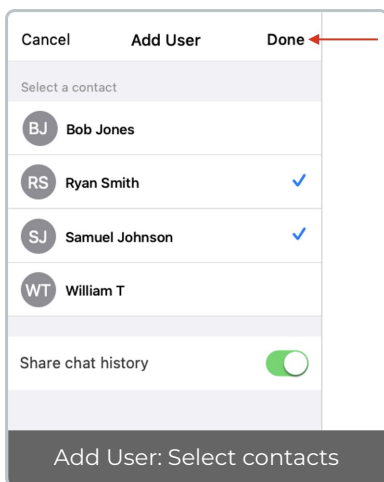 Cancel Add User Done
Select a contact
BJ Bob Jones
RS Ryan Smith
SJ Samuel Johnson
WT William T
Share chat history
Add User: Select contacts